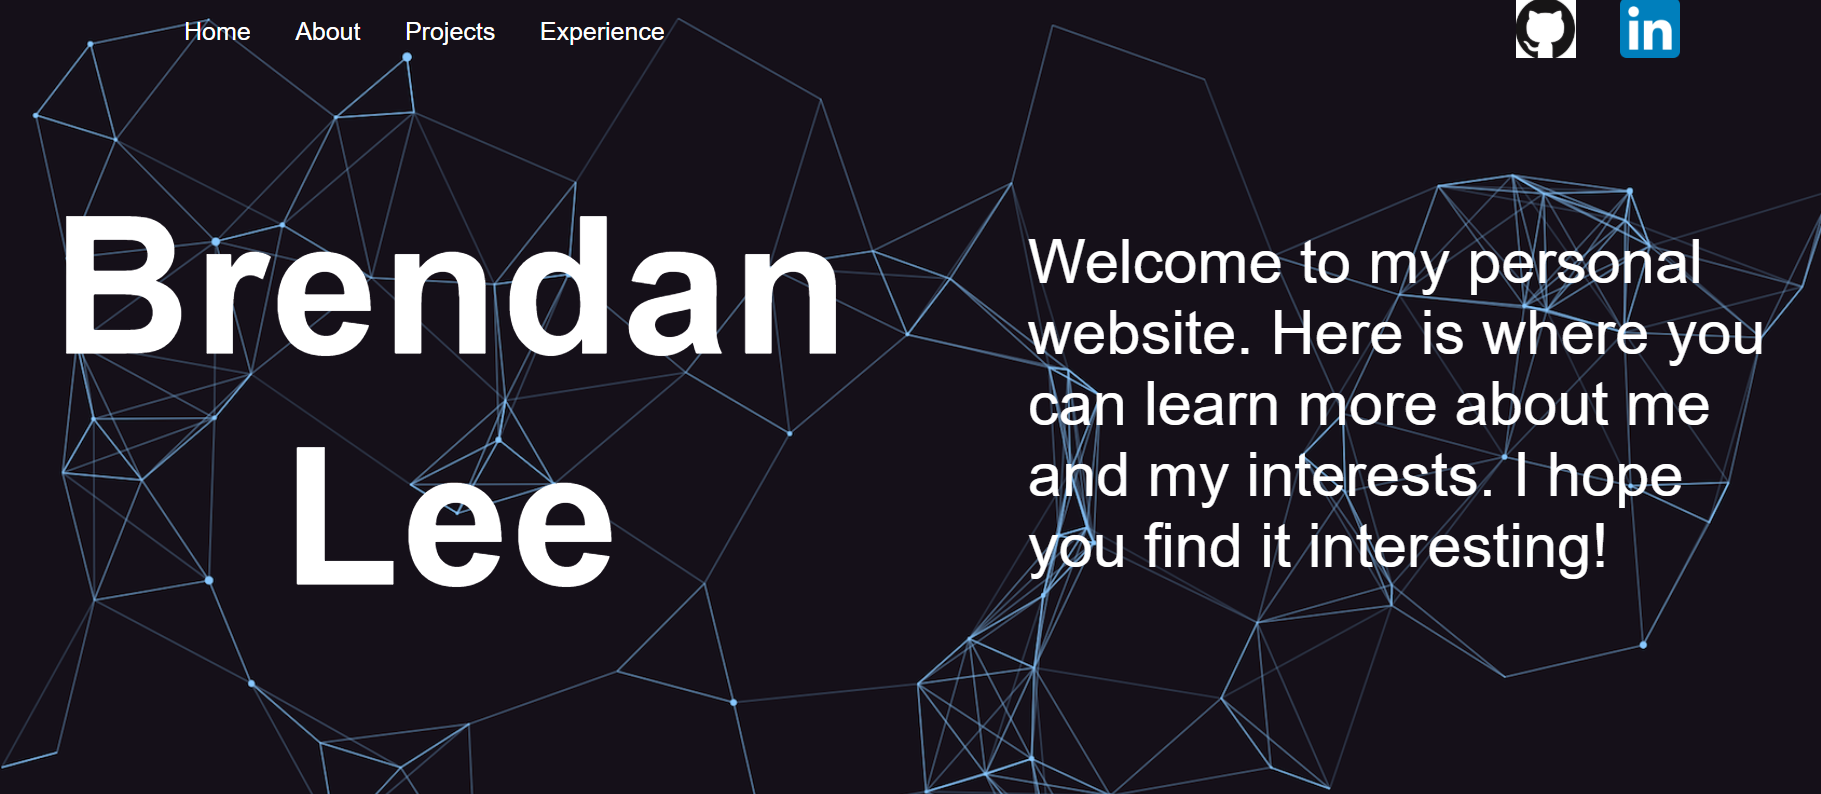 Home About Projects Experience
in
Brendan
Lee
Welcome to my personal
website. Here is where you
can learn more about me
and my interests. I hope
you find it interesting!